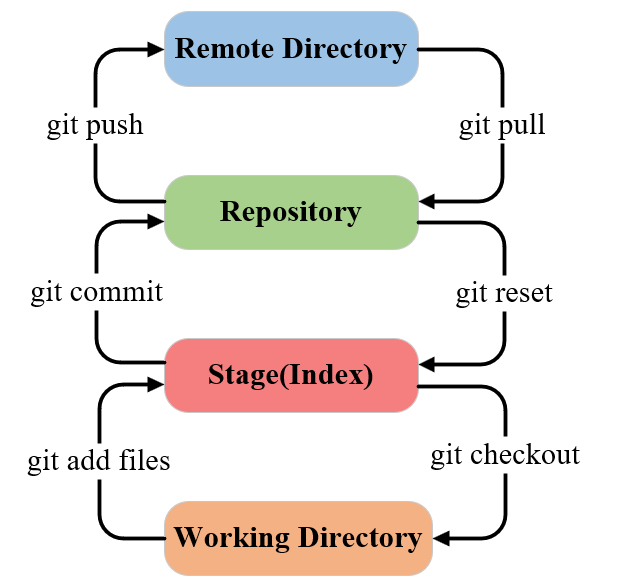 Remote Directory
git push
git pull
Repository
git commit
git reset
Stage(Index)
git add files
git checkout
Working Directory